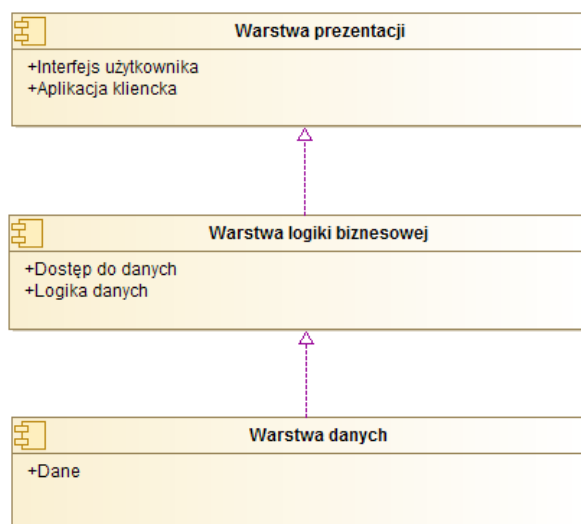 Warstwa prezentacji
+Interfejs użytkownika
+Aplikacja kliencka
Warstwa logiki biznesowej
+Dostęp do danych
+Logika danych
Warstwa danych
+Dane